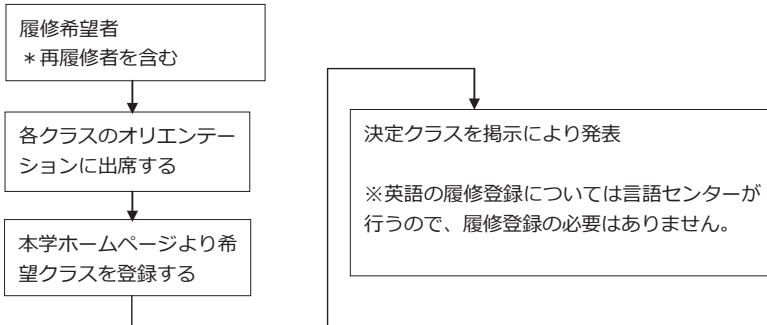 履修希望者
＊再履修者を含む
各クラスのオリエンテー
ションに出席する
本学ホームページより希
望クラスを登録する
決定クラスを掲示により発表
※英語の履修登録については言語センターが
行うので、履修登録の必要はありません。